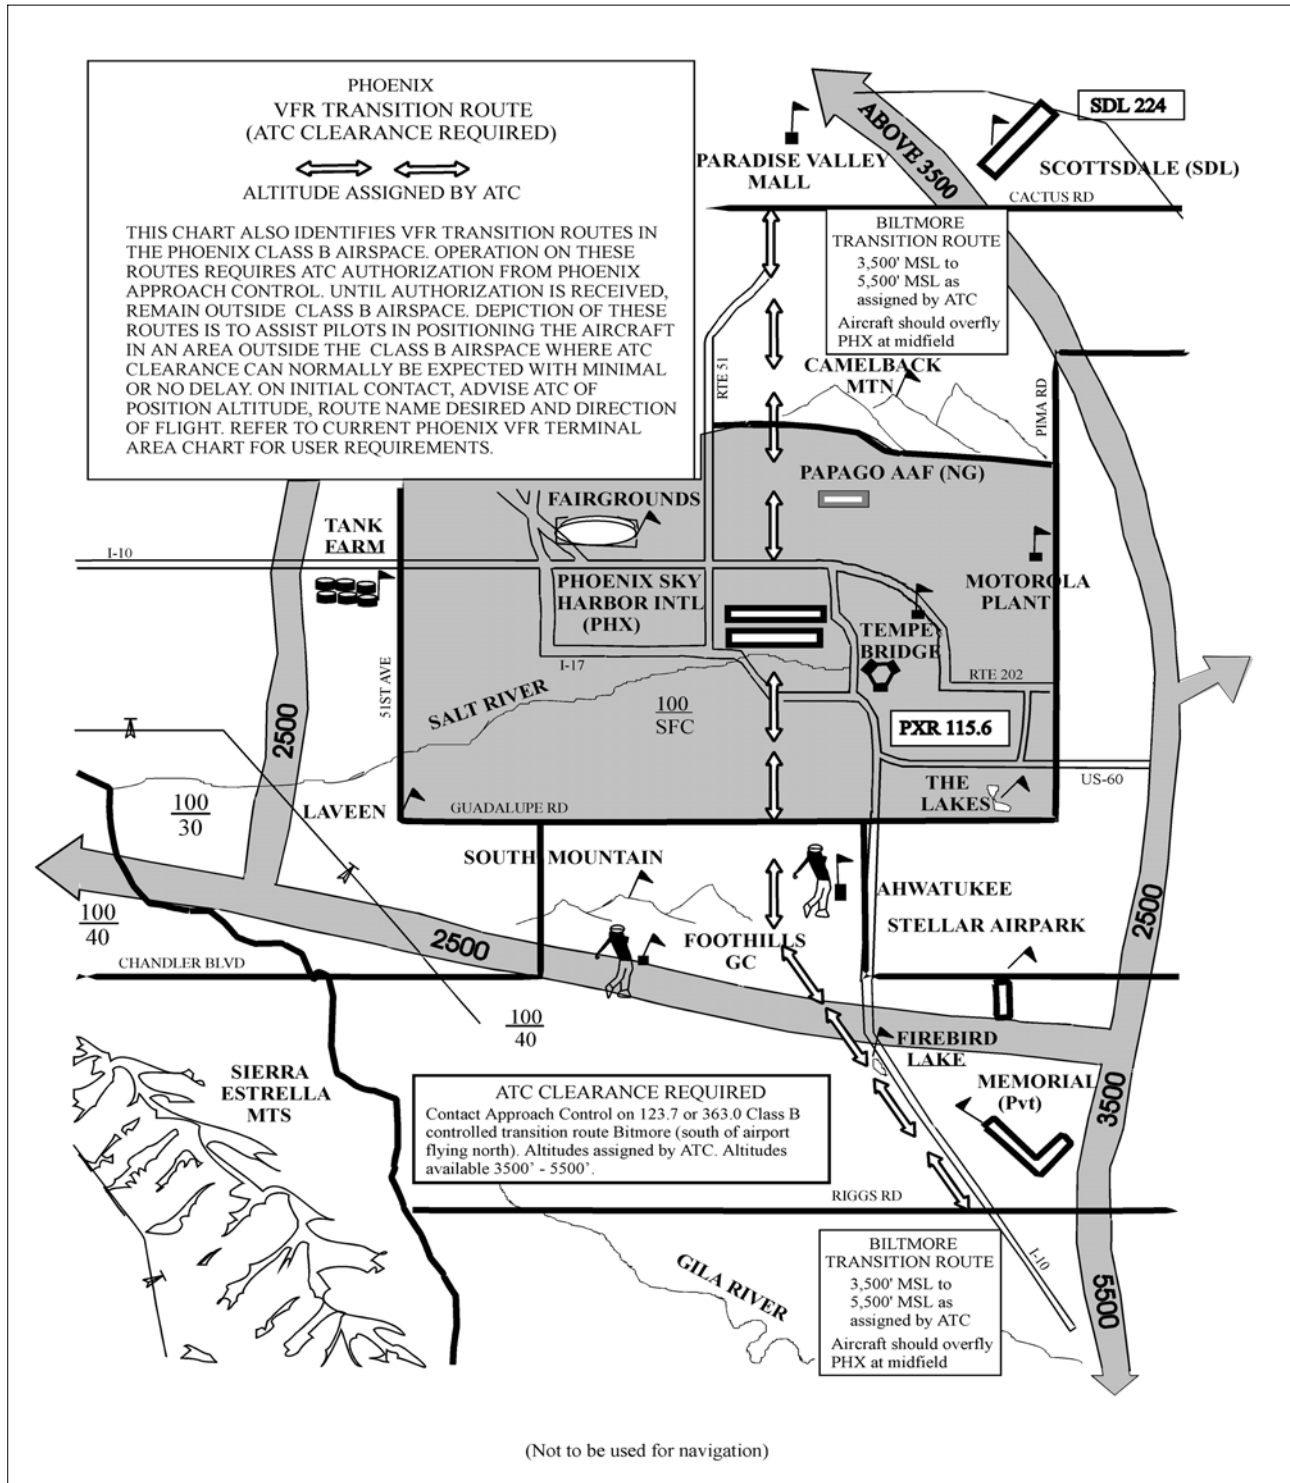 PHOENIX
VFR TRANSITION ROUTE
(ATC CLEARANCE REQUIRED)
ALTITUDE ASSIGNED BY ATC
THIS CHART ALSO IDENTIFIES VFR TRANSITION ROUTES IN
THE PHOENIX CLASS B AIRSPACE. OPERATION ON THESE
ROUTES REQUIRES ATC AUTHORIZATION FROM PHOENIX
APPROACH CONTROL. UNTIL AUTHORIZATION IS RECEIVED,
REMAIN OUTSIDE CLASS B AIRSPACE. DEPICTION OF THESE
ROUTES IS TO ASSIST PILOTS IN POSITIONING THE AIRCRAFT
IN AN AREA OUTSIDE THE CLASS B AIRSPACE WHERE ATC
CLEARANCE CAN NORMALLY BE EXPECTED WITH MINIMAL
OR NO DELAY. ON INITIAL CONTACT, ADVISE ATC OF
POSITION ALTITUDE, ROUTE NAME DESIRED AND DIRECTION
OF FLIGHT. REFER TO CURRENT PHOENIX VFR TERMINAL
AREA CHART FOR USER REQUIREMENTS.
ABOVE 3500
SDL 224
PARADISE VALLEY
MALL
SCOTTSDALE (SDL)
CACTUS RD
BILTMORE
TRANSITION ROUTE
3,500' MSL to
5,500' MSL as
assigned by ATC
Aircraft should overfly
PHX at midfield
RTE 51
CAMELBACK
MTN
PIMA RD
PAPAGO AAF (NG)
FAIRGROUNDS
TANK
FARM
I-10
PHOENIX SKY
HARBOR INTL
(PHX)
MOTOROLA
PLANT
TEMPE
BRIDGE
I-17
RTE 202
51ST AVE
SALT RIVER
100
SFC
PXR 115.6
2500
US-60
THE
LAKES
100
30
LAVEEN
GUADALUPE RD
SOUTH MOUNTAIN
AHWATUKEE
100
40
2500
STELLAR AIRPARK
2500
FOOTHILLS
GC
CHANDLER BLVD
100
40
FIREBIRD
LAKE
SIERRA
ESTRELLA
MTS
MEMORIAL
(Pvt)
3500
ATC CLEARANCE REQUIRED
Contact Approach Control on 123.7 or 363.0 Class B
controlled transition route Bitmore (south of airport
flying north). Altitudes assigned by ATC. Altitudes
available 3500' - 5500'.
RIGGS RD
GILA RIVER
BILTMORE
TRANSITION ROUTE
3,500' MSL to
5,500' MSL as
assigned by ATC
Aircraft should overfly
PHX at midfield
I-10
5500
(Not to be used for navigation)